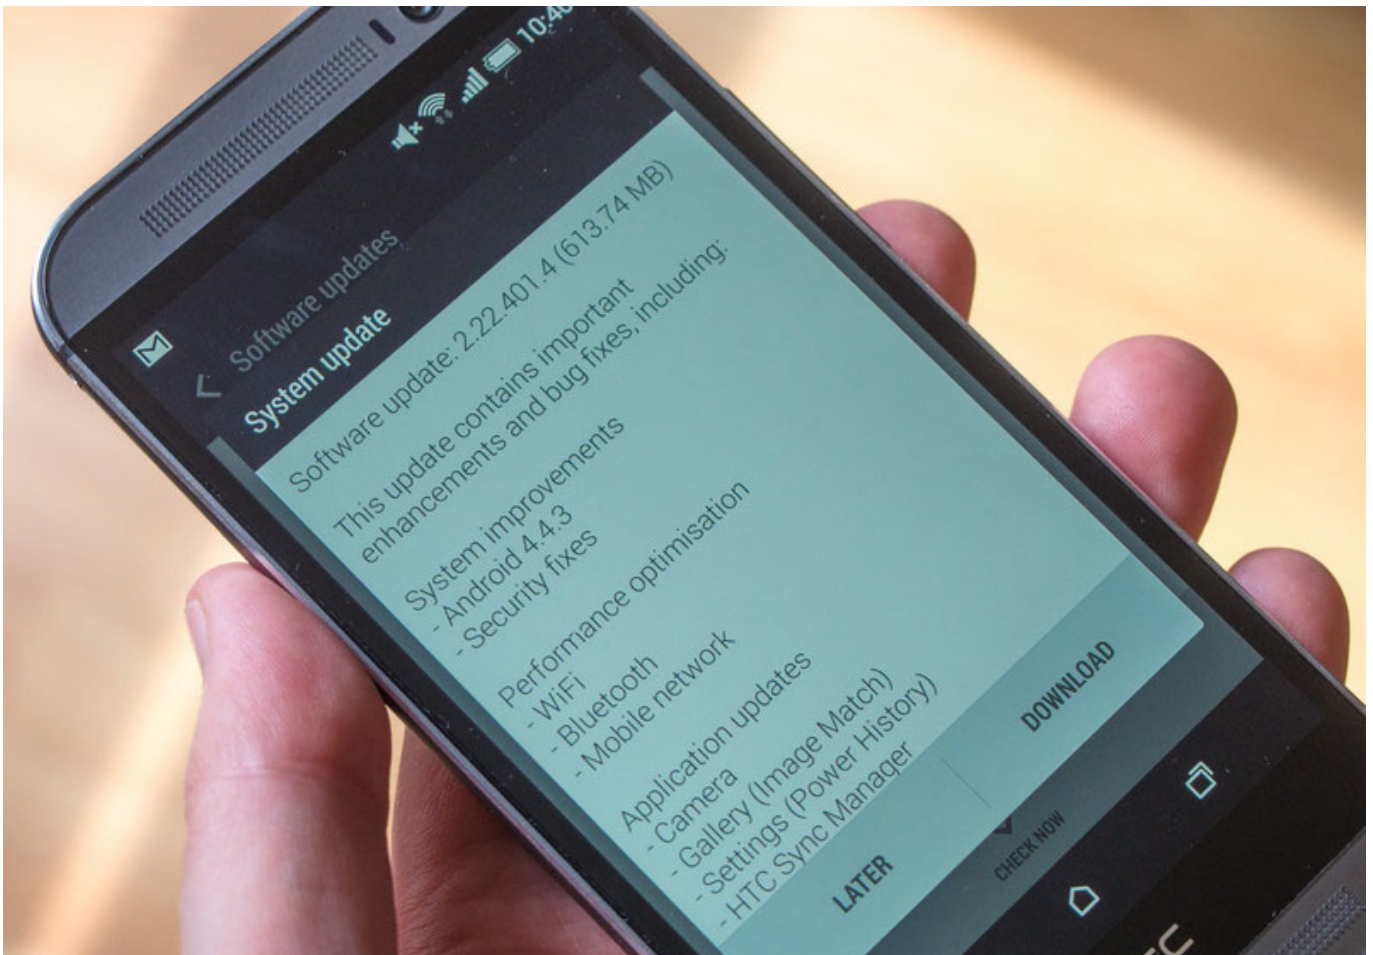 10:40
Software updates
System update
Software update: 2.22.401.4 (613.74 MB)
This update contains important
enhancements and bug fixes, including:
System improvements
- Android 4.4.3
- Security fixes
Performance optimisation
- WiFi
- Bluetooth
- Mobile network
Application updates
- Camera
- Gallery (Image Match)
- Settings (Power History)
- HTC Sync Manager
LATER
DOWNLOAD
CHECK NOW